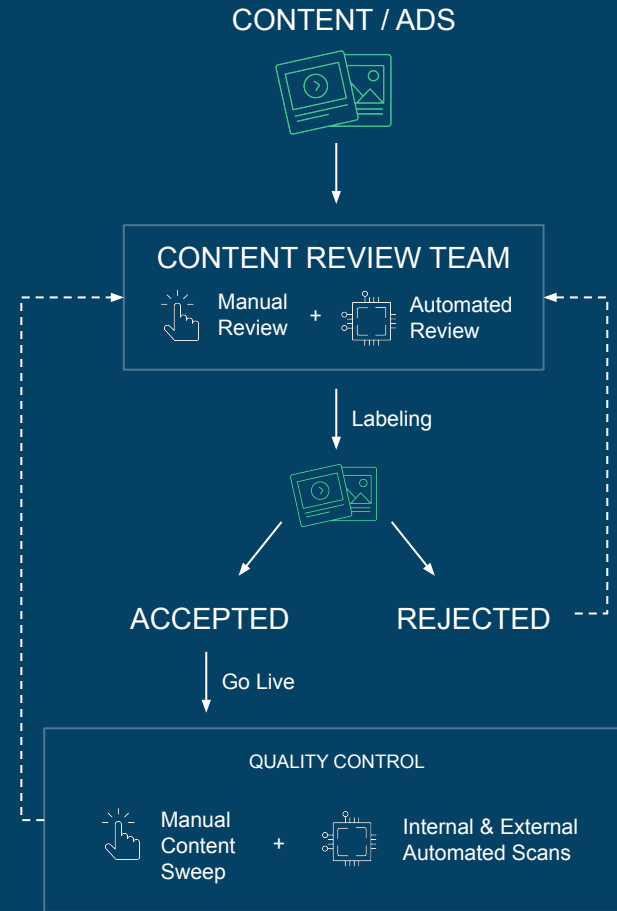 CONTENT / ADS
CONTENT REVIEW TEAM
Manual
Review
+
Automated
Review
Labeling
ACCEPTED
REJECTED
Go Live
QUALITY CONTROL
Manual
Content
Sweep
+
Internal & External
Automated Scans